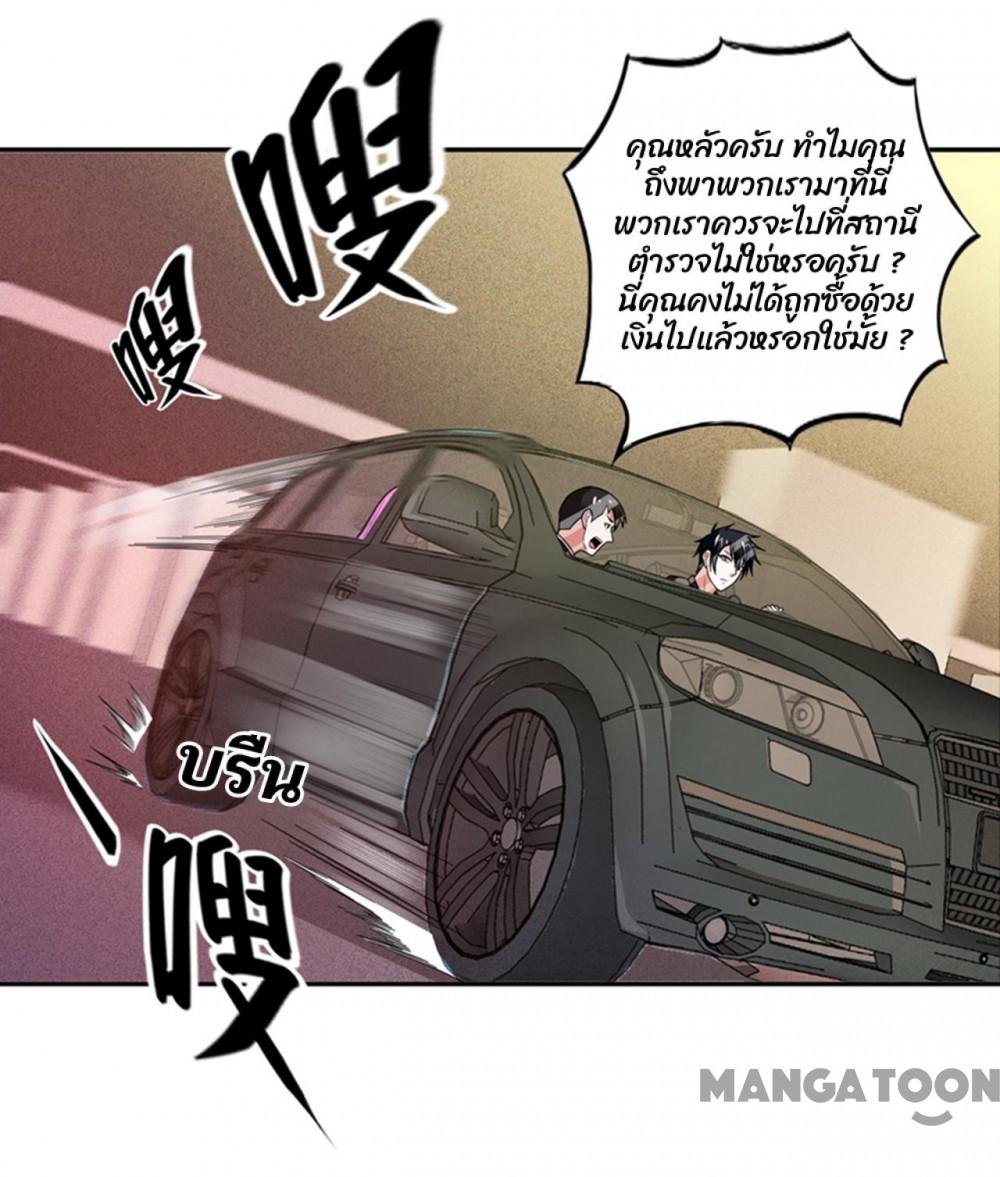 嗖
嗖
คุณหลัวครับ ทำไมคุณ
ถึงพาพวกเรามาที่นี่
พวกเราควรจะไปที่สถานี
ตำรวจไม่ใช่หรอครับ ?
นี่คุณคงไม่ได้ถูกซื้อด้วย
เงินไปแล้วหรอกใช่มั้ย ?
บรืน
嗖
MANGATOON